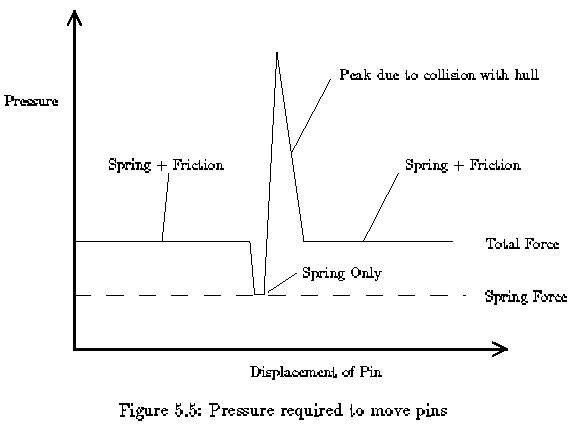 Peak due to collision with hull
Pressure
Spring + Friction
Spring + Friction
Total Force
Spring Only
Spring Force
Displacement of Pin
Figure 5.5: Pressure required to move pins